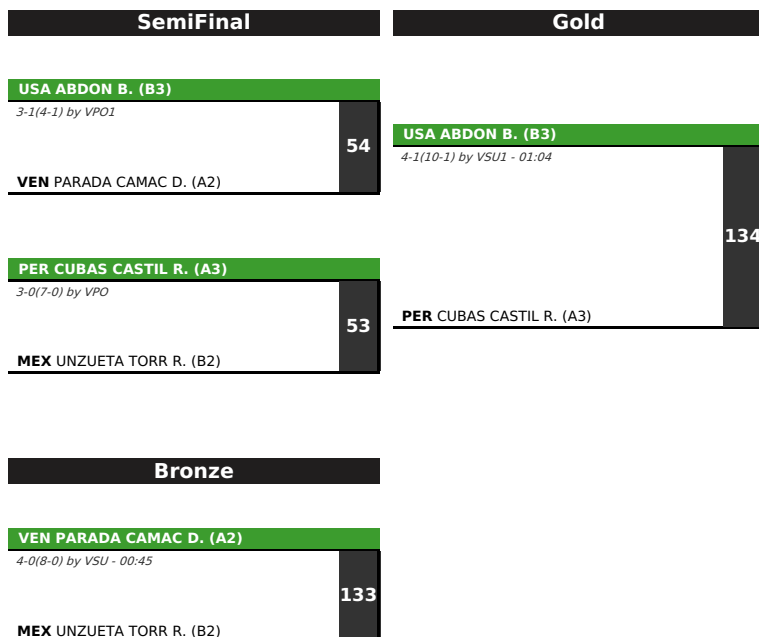 SemiFinal
USA ABDON B. (B3)
3-1(4-1) by VPO1
54
VEN PARADA CAMAC D. (A2)
PER CUBAS CASTIL R. (A3)
3-0(7-0) by VPO
53
MEX UNZUETA TORR R. (B2)
Gold
USA ABDON B. (B3)
4-1(10-1) by VSU1 - 01:04
134
PER CUBAS CASTIL R. (A3)
Bronze
VEN PARADA CAMAC D. (A2)
4-0(8-0) by VSU - 00:45
133
MEX UNZUETA TORR R. (B2)